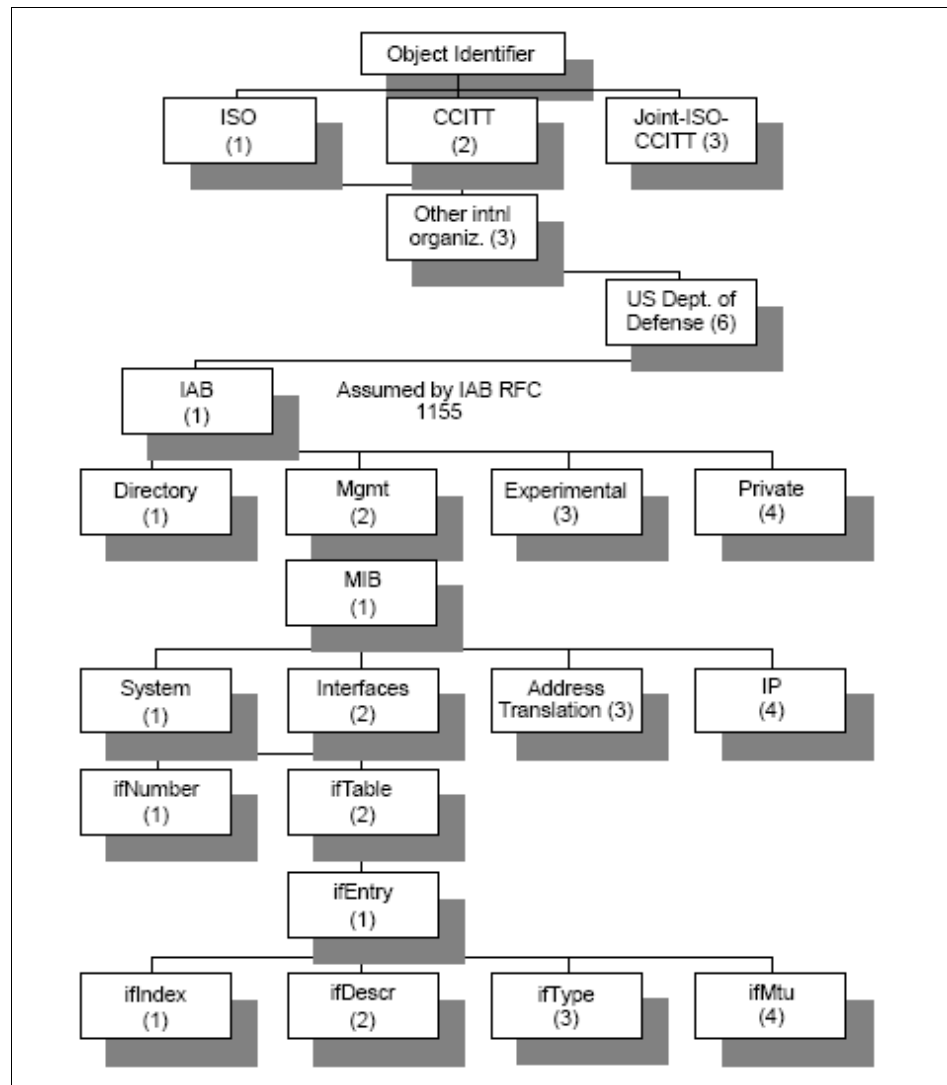 Object Identifier
ISO
(1)
CCITT
(2)
Joint-ISO-
CCITT (3)
Other intnl
organiz. (3)
US Dept. of
Defense (6)
IAB
(1)
Assumed by IAB RFC
1155
Directory
(1)
Mgmt
(2)
Experimental
(3)
Private
(4)
MIB
(1)
System
(1)
Interfaces
(2)
Address
Translation (3)
IP
(4)
ifNumber
(1)
ifTable
(2)
ifEntry
(1)
ifIndex
(1)
ifDescr
(2)
ifType
(3)
ifMtu
(4)